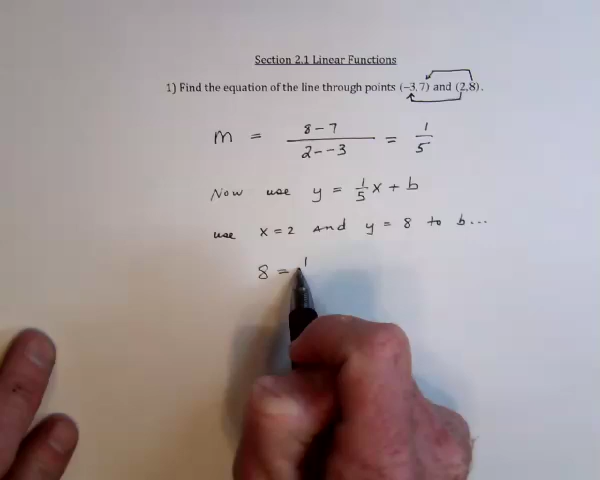 Section 2.1 Linear Functions
1) Find the equation of the line through points (−3,7) and (2,8).
m = 8 - 7 / 2 - -3 = 1/5
Now use y = 1/5 x + b
use x = 2 and y = 8 to b...
8 = 1